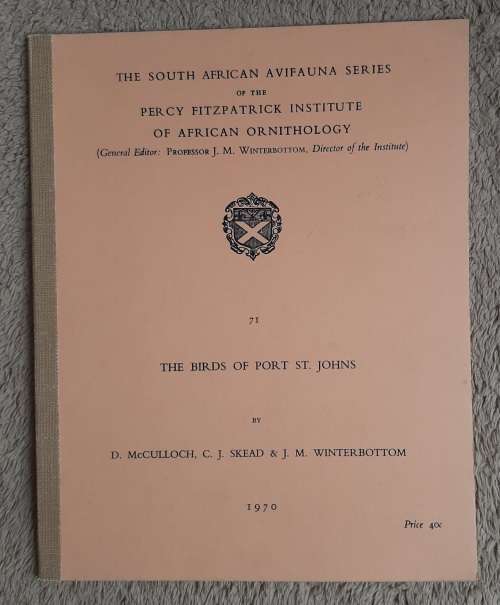 THE SOUTH AFRICAN AVIFAUNA SERIES
OF THE
PERCY FITZPATRICK INSTITUTE
OF AFRICAN ORNITHOLOGY
(General Editor: PROFESSOR J. M. WINTERBOTTOM, Director of the Institute)
71
THE BIRDS OF PORT ST. JOHNS
BY
D. McCULLOCH, C. J. SKEAD & J. M. WINTERBOTTOM
1970
Price 40c